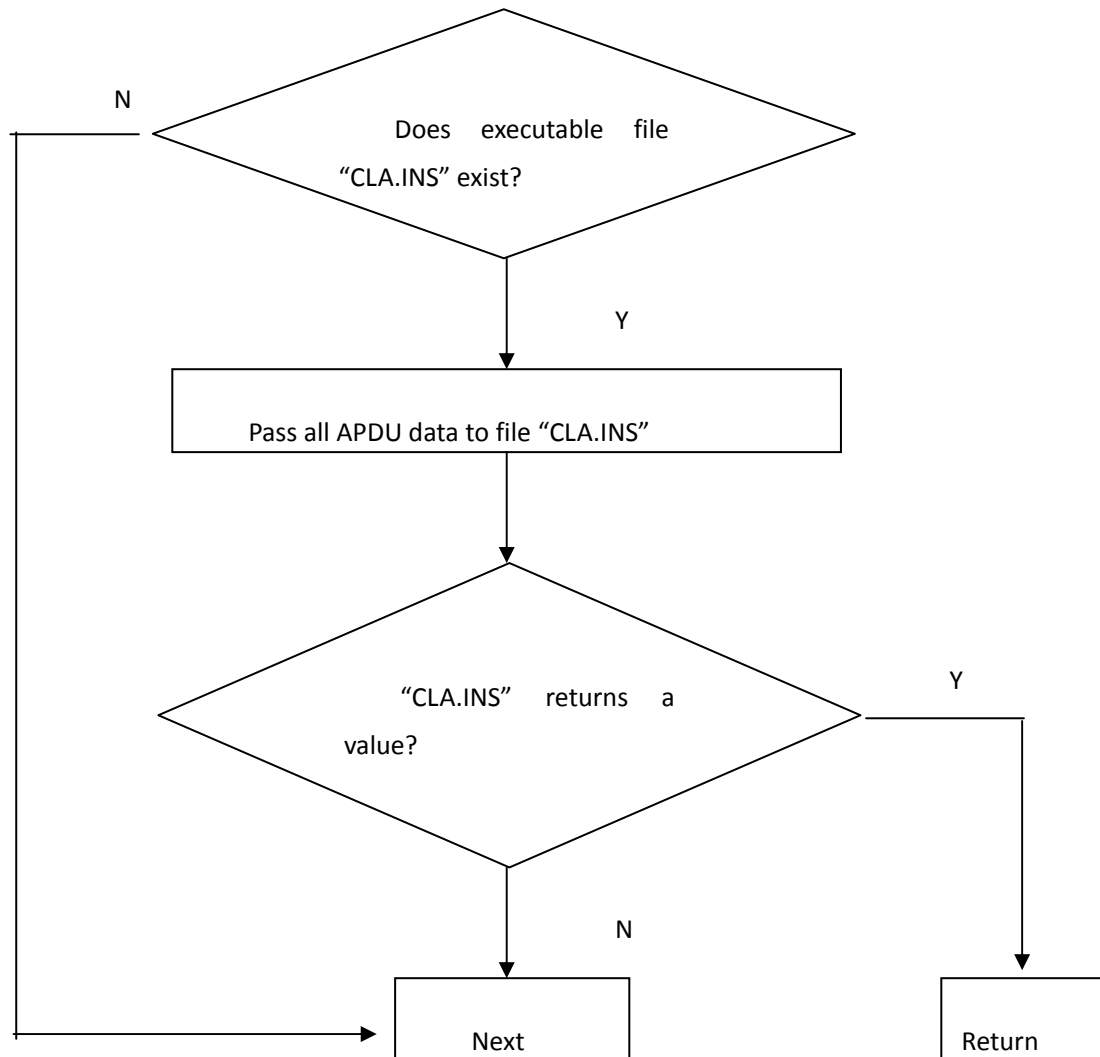 N
Does executable file
“CLA.INS” exist?
Y
Pass all APDU data to file “CLA.INS”
“CLA.INS” returns a
value?
Y
N
Next
Return